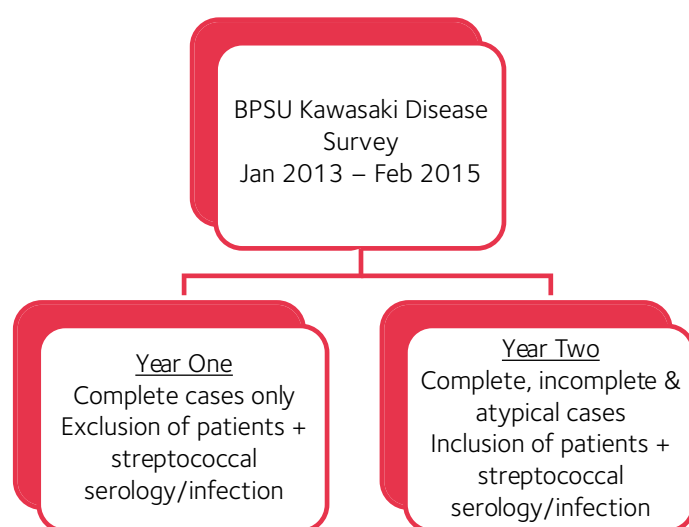 BPSU Kawasaki Disease
Survey
Jan 2013 – Feb 2015
Year One
Complete cases only
Exclusion of patients +
streptococcal
serology/infection
Year Two
Complete, incomplete &
atypical cases
Inclusion of patients +
streptococcal
serology/infection